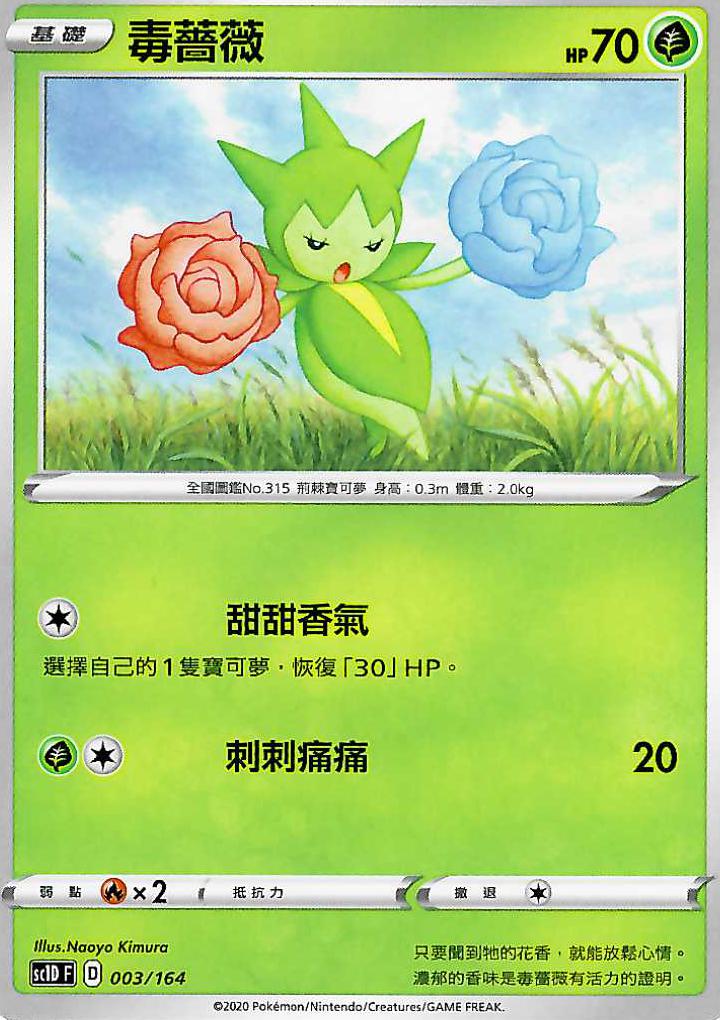 基礎 毒薔薇 HP70
全國圖鑑No.315 荊棘寶可夢 身高：0.3m 體重：2.0kg
甜甜香氣
選擇自己的1隻寶可夢，恢復「30」HP。
刺刺痛痛 20
弱點 ×2 抵抗力 撤退
Illus.Naoyo Kimura
sc1D F D 003/164
只要聞到牠的花香，就能放鬆心情。
濃郁的香味是毒薔薇有活力的證明。
©2020 Pokémon/Nintendo/Creatures/GAME FREAK.